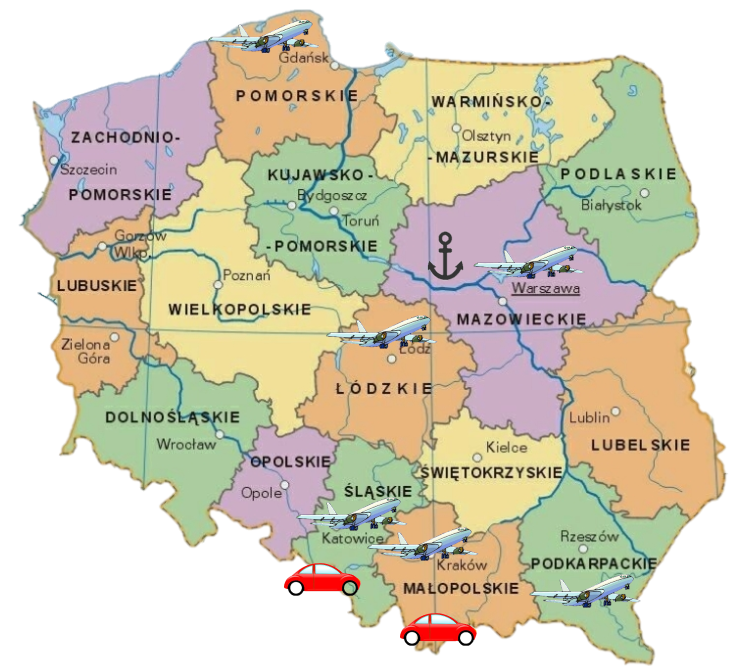 Gdańsk
POMORSKIE
WARMIŃSKO-
Olsztyn
-MAZURSKIE
ZACHODNIO-
Szczecin
POMORSKIE
KUJAWSKO-
Bydgoszcz
Toruń
-POMORSKIE
PODLASKIE
Białystok
Gorzów
Wlkp.
LUBUSKIE
Poznań
WIELKOPOLSKIE
Warszawa
MAZOWIECKIE
Zielona
Góra
Łódź
ŁÓDZKIE
DOLNOŚLĄSKIE
Wrocław
Lublin
LUBELSKIE
OPOLSKIE
Opole
Kielce
ŚWIĘTOKRZYSKIE
ŚLĄSKIE
Katowice
Kraków
MAŁOPOLSKIE
Rzeszów
PODKARPACKIE